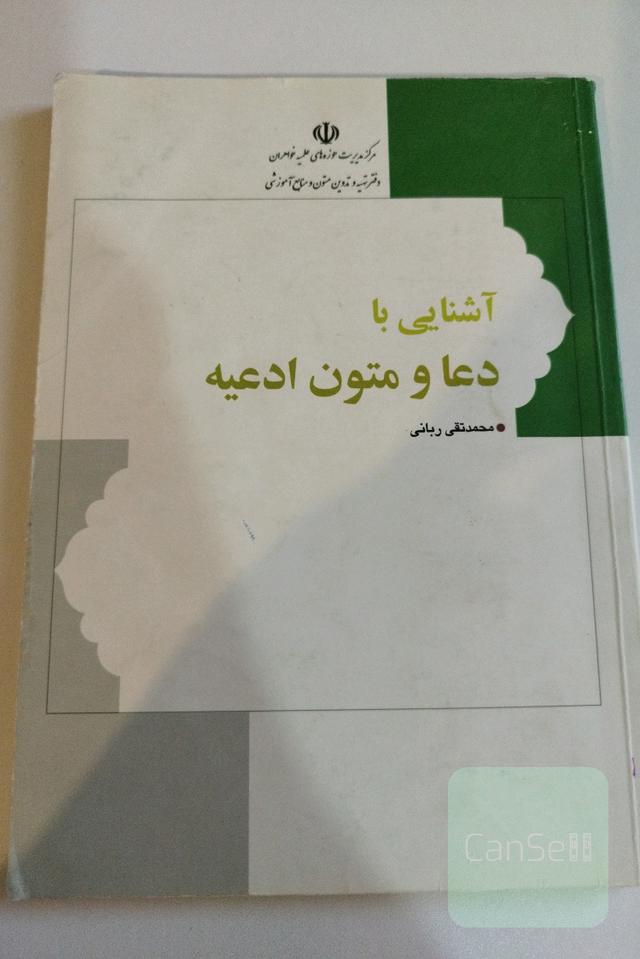 مرکز مدیریت حوزه‌های علمیه خواهران
دفتر تهیه و تدوین متون و منابع آموزشی
آشنایی با
دعا و متون ادعیه
محمدتقی ربانی
CanSell